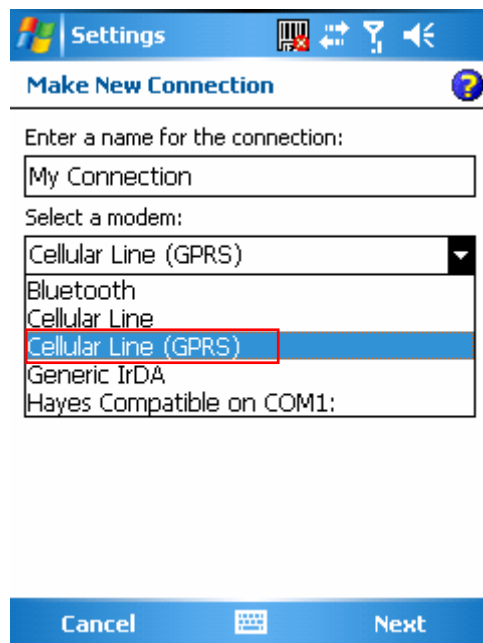 Settings
Make New Connection
Enter a name for the connection:
My Connection
Select a modem:
Cellular Line (GPRS)
Bluetooth
Cellular Line
Cellular Line (GPRS)
Generic IrDA
Hayes Compatible on COM1:
Cancel
Next